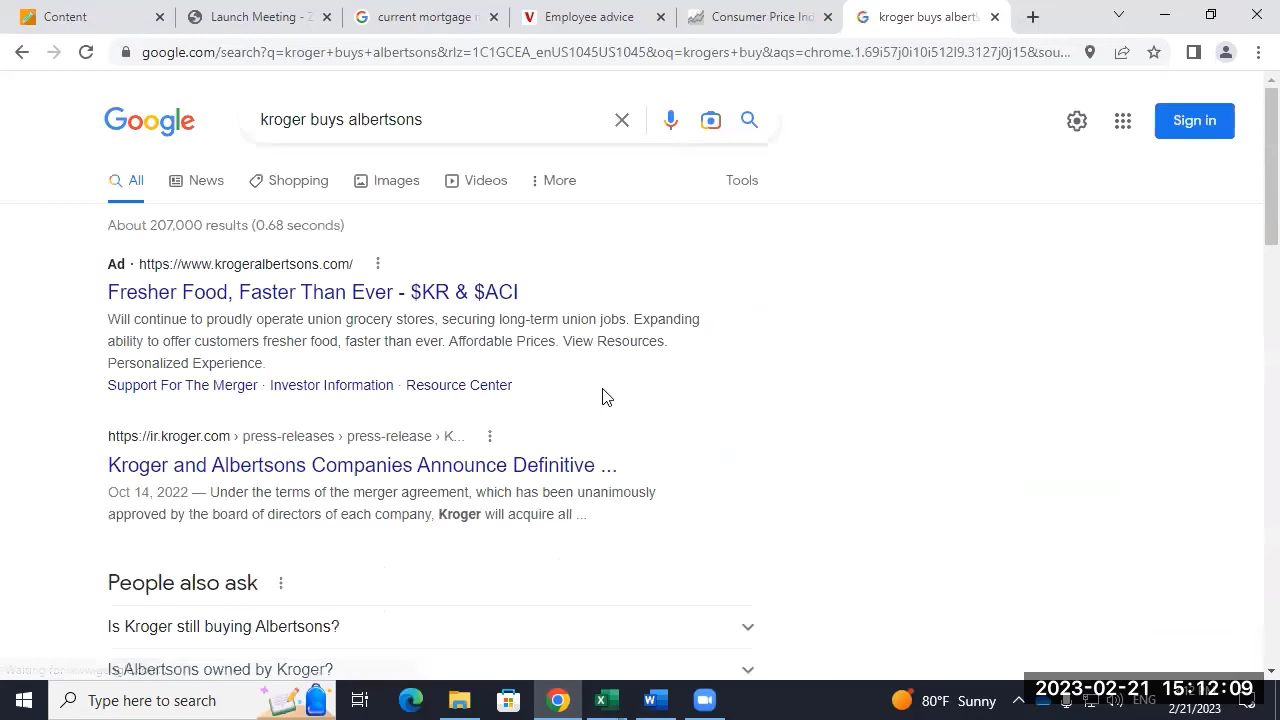 Content
Launch Meeting - Z
current mortgage r
Employee advice
Consumer Price Ind
kroger buys alberts
google.com/search?q=kroger+buys+albertsons&rlz=1C1GCEA_enUS1045US1045&oq=krogers+buy&aqs=chrome.1.69i57j0i10i512l9.3127j0j15&sou...
Google
kroger buys albertsons
Sign in
All
News
Shopping
Images
Videos
More
Tools
About 207,000 results (0.68 seconds)
Ad · https://www.krogeralbertsons.com/
Fresher Food, Faster Than Ever - $KR & $ACI
Will continue to proudly operate union grocery stores, securing long-term union jobs. Expanding
ability to offer customers fresher food, faster than ever. Affordable Prices. View Resources.
Personalized Experience.
Support For The Merger · Investor Information · Resource Center
https://ir.kroger.com › press-releases › press-release › K...
Kroger and Albertsons Companies Announce Definitive ...
Oct 14, 2022 — Under the terms of the merger agreement, which has been unanimously
approved by the board of directors of each company, Kroger will acquire all ...
People also ask
Is Kroger still buying Albertsons?
Is Albertsons owned by Kroger?
Type here to search
80°F Sunny
ENG
2023-02-21 15:12:09
2/21/2023